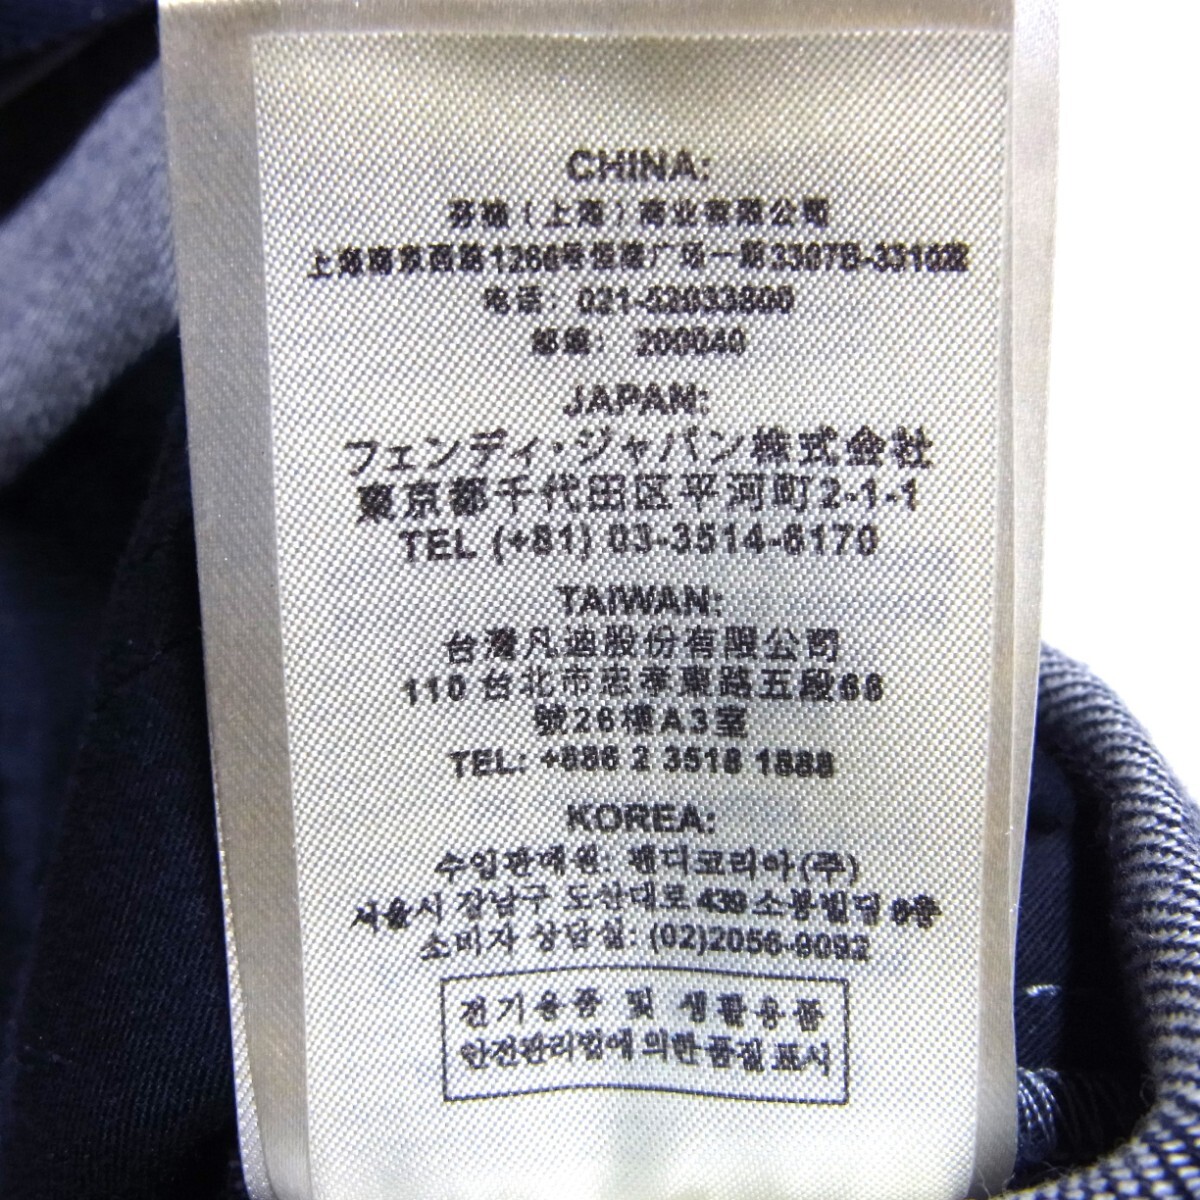 CHINA:
芬迪（上海）商业有限公司
上海南京西路1266号恒隆广场一期3307B-3310室
电话: 021-52033800
邮编: 200040
JAPAN:
フェンディ・ジャパン株式会社
東京都千代田区平河町2-1-1
TEL (+81) 03-3514-6170
TAIWAN:
台灣凡迪股份有限公司
110 台北市忠孝東路五段68
號26樓A3室
TEL: +886 2 3518 1888
KOREA:
수입판매원: 펜디코리아(주)
서울시 강남구 도산대로 439 소봉빌딩 6층
소비자 상담실: (02)2056-9092
전기용품 및 생활용품
안전관리법에 의한 품질 표시